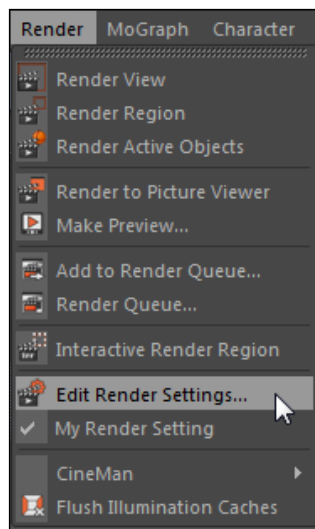 Render MoGraph Character
Render View
Render Region
Render Active Objects
Render to Picture Viewer
Make Preview...
Add to Render Queue...
Render Queue...
Interactive Render Region
Edit Render Settings...
My Render Setting
CineMan
Flush Illumination Caches